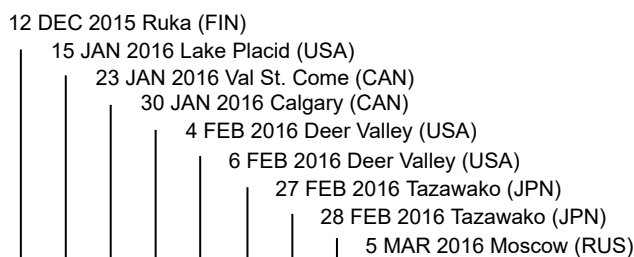 12 DEC 2015 Ruka (FIN)
15 JAN 2016 Lake Placid (USA)
23 JAN 2016 Val St. Come (CAN)
30 JAN 2016 Calgary (CAN)
4 FEB 2016 Deer Valley (USA)
6 FEB 2016 Deer Valley (USA)
27 FEB 2016 Tazawako (JPN)
28 FEB 2016 Tazawako (JPN)
5 MAR 2016 Moscow (RUS)